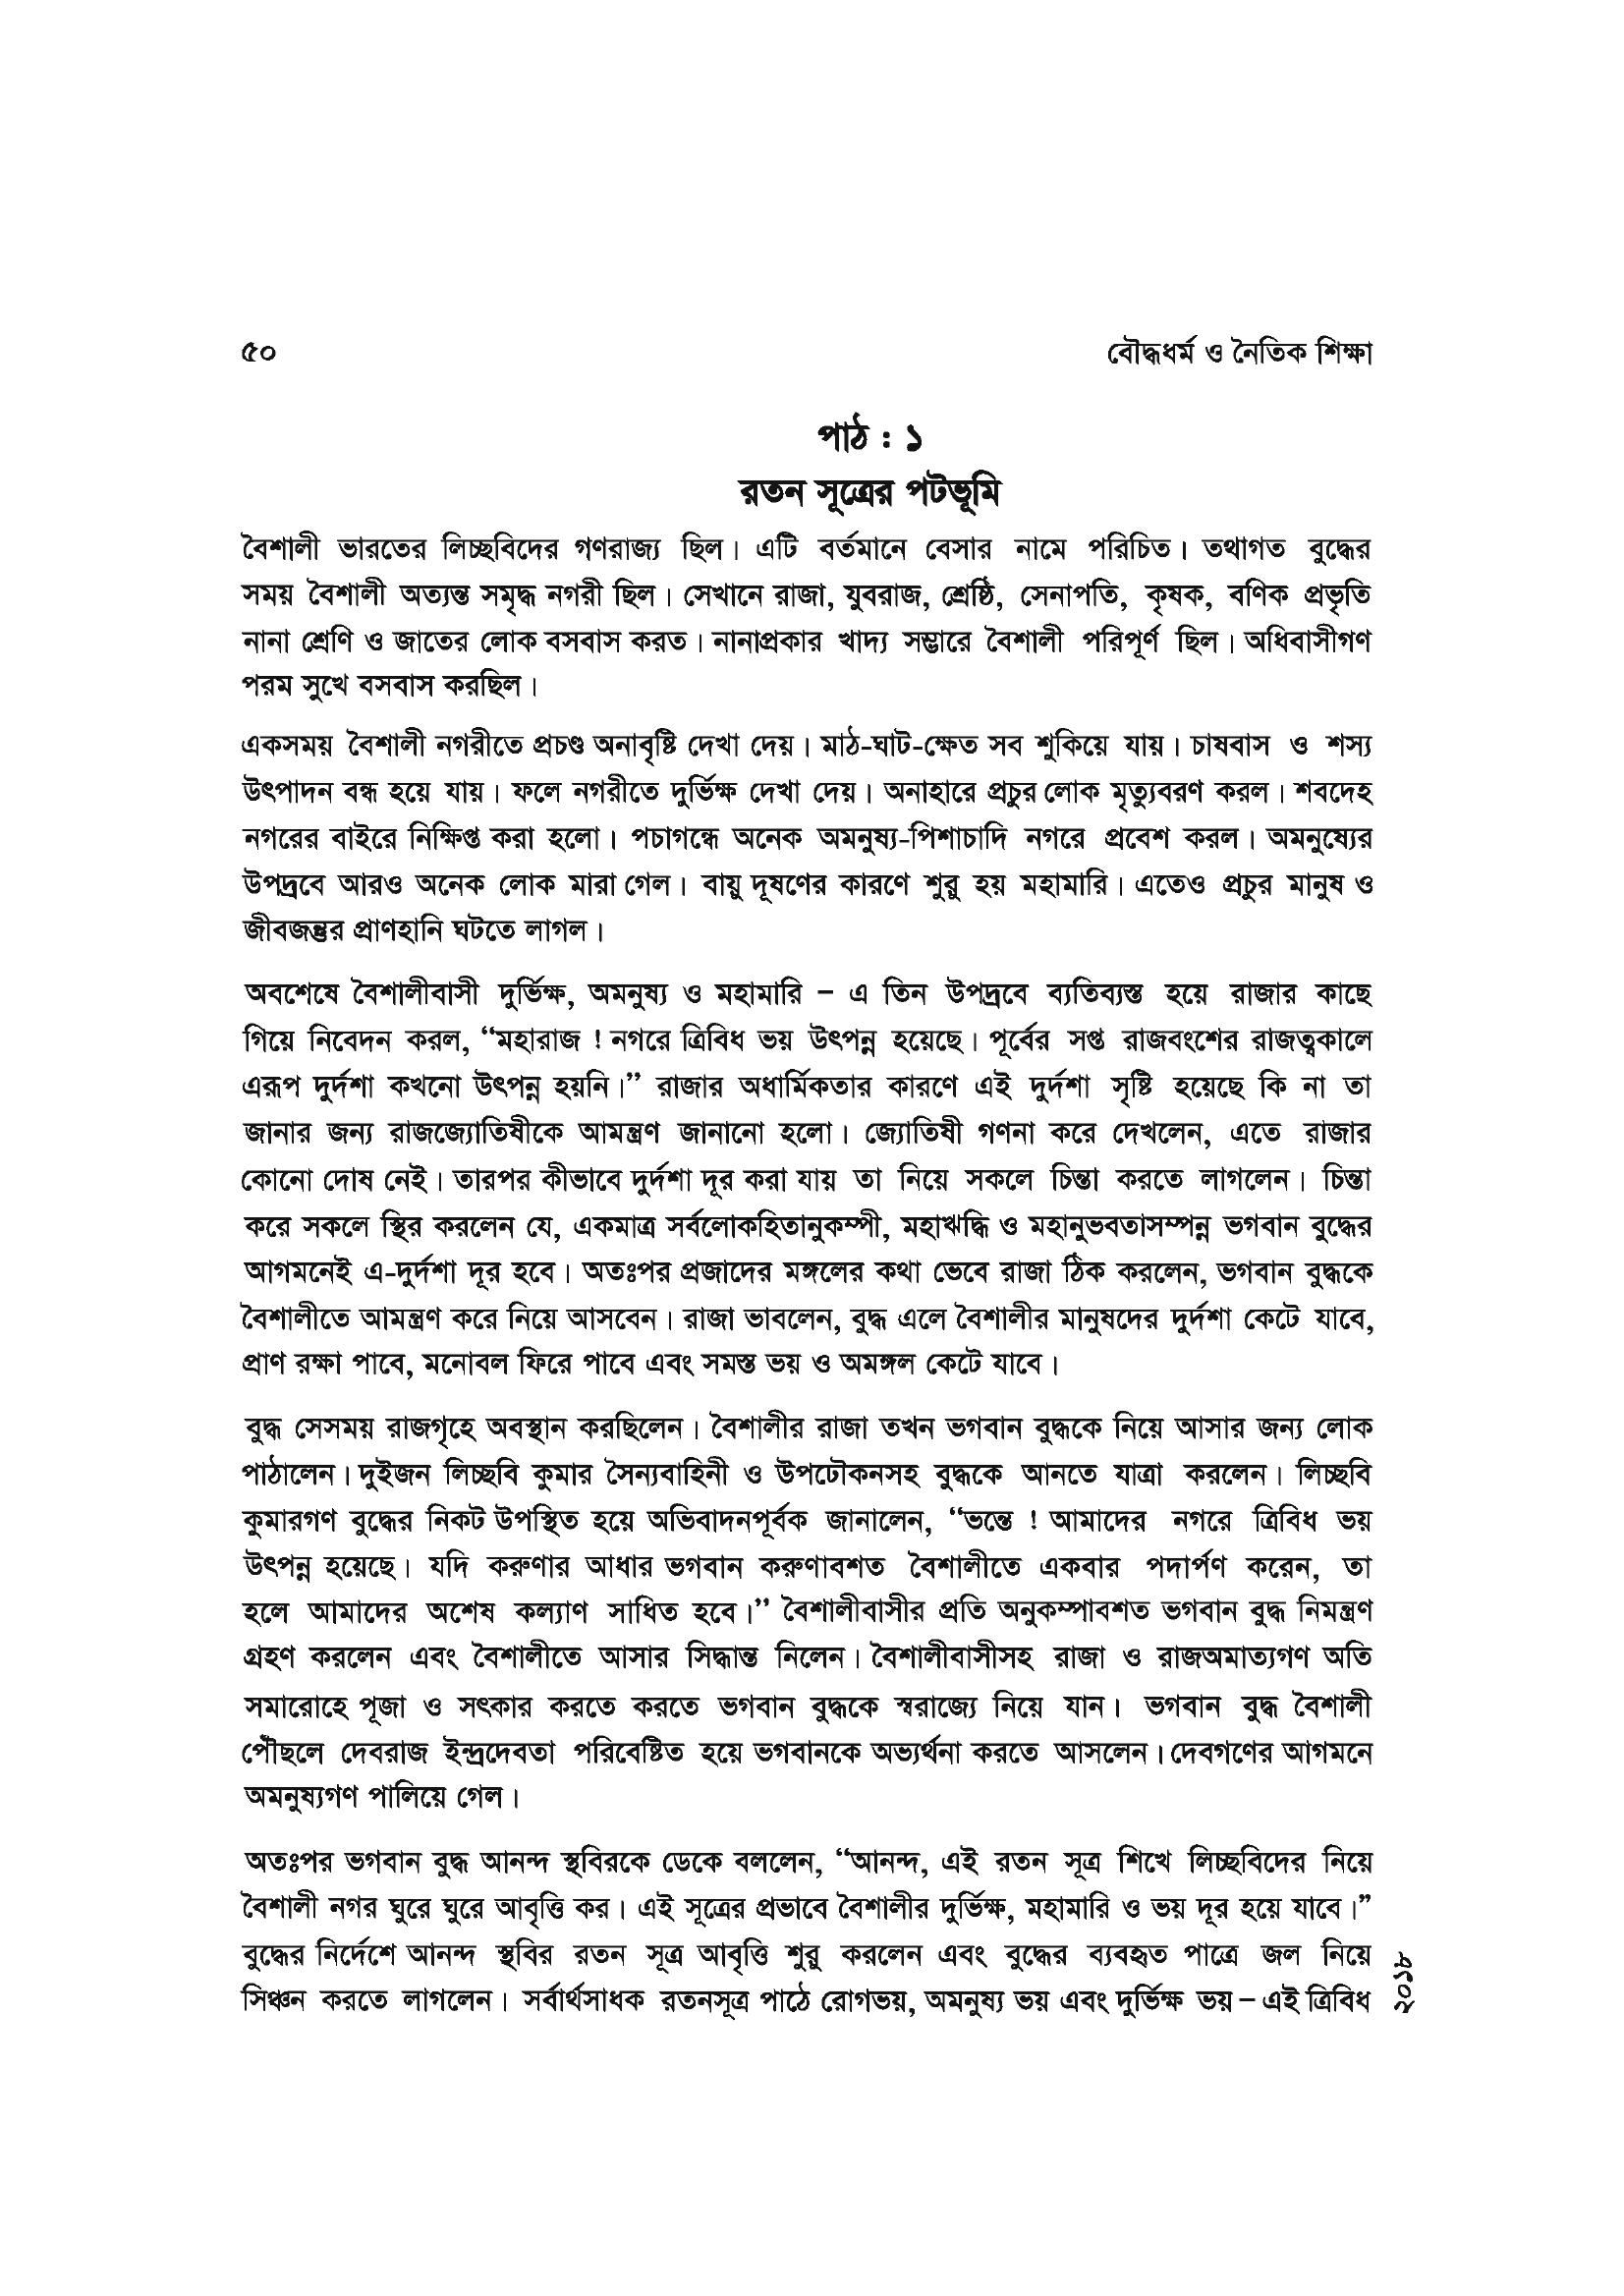 ৫০ বৌদ্ধধর্ম ও নৈতিক শিক্ষা
পাঠ : ১
রতন সূত্রের পটভূমি
বৈশালী ভারতের লিচ্ছবিদের গণরাজ্য ছিল। এটি বর্তমানে বেসার নামে পরিচিত। তথাগত বুদ্ধের
সময় বৈশালী অত্যন্ত সমৃদ্ধ নগরী ছিল। সেখানে রাজা, যুবরাজ, শ্রেষ্ঠি, সেনাপতি, কৃষক, বণিক প্রভৃতি
নানা শ্রেণি ও জাতের লোক বসবাস করত। নানাপ্রকার খাদ্য সম্ভারে বৈশালী পরিপূর্ণ ছিল। অধিবাসীগণ
পরম সুখে বসবাস করছিল।
একসময় বৈশালী নগরীতে প্রচণ্ড অনাবৃষ্টি দেখা দেয়। মাঠ-ঘাট-ক্ষেত সব শুকিয়ে যায়। চাষবাস ও শস্য
উৎপাদন বন্ধ হয়ে যায়। ফলে নগরীতে দুর্ভিক্ষ দেখা দেয়। অনাহারে প্রচুর লোক মৃত্যুবরণ করল। শবদেহ
নগরের বাইরে নিক্ষিপ্ত করা হলো। পচাগন্ধে অনেক অমনুষ্য-পিশাচাদি নগরে প্রবেশ করল। অমনুষ্যের
উপদ্রবে আরও অনেক লোক মারা গেল। বায়ু দূষণের কারণে শুরু হয় মহামারি। এতেও প্রচুর মানুষ ও
জীবজন্তুর প্রাণহানি ঘটতে লাগল।
অবশেষে বৈশালীবাসী দুর্ভিক্ষ, অমনুষ্য ও মহামারি – এ তিন উপদ্রবে ব্যতিব্যস্ত হয়ে রাজার কাছে
গিয়ে নিবেদন করল, “মহারাজ ! নগরে ত্রিবিধ ভয় উৎপন্ন হয়েছে। পূর্বের সপ্ত রাজবংশের রাজত্বকালে
এরূপ দুর্দশা কখনো উৎপন্ন হয়নি।” রাজার অধার্মিকতার কারণে এই দুর্দশা সৃষ্টি হয়েছে কি না তা
জানার জন্য রাজজ্যোতিষীকে আমন্ত্রণ জানানো হলো। জ্যোতিষী গণনা করে দেখলেন, এতে রাজার
কোনো দোষ নেই। তারপর কীভাবে দুর্দশা দূর করা যায় তা নিয়ে সকলে চিন্তা করতে লাগলেন। চিন্তা
করে সকলে স্থির করলেন যে, একমাত্র সর্বলোকহিতানুকম্পী, মহাঋদ্ধি ও মহানুভবতাসম্পন্ন ভগবান বুদ্ধের
আগমনেই এ-দুর্দশা দূর হবে। অতঃপর প্রজাদের মঙ্গলের কথা ভেবে রাজা ঠিক করলেন, ভগবান বুদ্ধকে
বৈশালীতে আমন্ত্রণ করে নিয়ে আসবেন। রাজা ভাবলেন, বুদ্ধ এলে বৈশালীর মানুষদের দুর্দশা কেটে যাবে,
প্রাণ রক্ষা পাবে, মনোবল ফিরে পাবে এবং সমস্ত ভয় ও অমঙ্গল কেটে যাবে।
বুদ্ধ সেসময় রাজগৃহে অবস্থান করছিলেন। বৈশালীর রাজা তখন ভগবান বুদ্ধকে নিয়ে আসার জন্য লোক
পাঠালেন। দুইজন লিচ্ছবি কুমার সৈন্যবাহিনী ও উপঢৌকনসহ বুদ্ধকে আনতে যাত্রা করলেন। লিচ্ছবি
কুমারগণ বুদ্ধের নিকট উপস্থিত হয়ে অভিবাদনপূর্বক জানালেন, “ভন্তে ! আমাদের নগরে ত্রিবিধ ভয়
উৎপন্ন হয়েছে। যদি করুণার আধার ভগবান করুণাবশত বৈশালীতে একবার পদার্পণ করেন, তা
হলে আমাদের অশেষ কল্যাণ সাধিত হবে।” বৈশালীবাসীর প্রতি অনুকম্পাবশত ভগবান বুদ্ধ নিমন্ত্রণ
গ্রহণ করলেন এবং বৈশালীতে আসার সিদ্ধান্ত নিলেন। বৈশালীবাসীসহ রাজা ও রাজঅমাত্যগণ অতি
সমারোহে পূজা ও সৎকার করতে করতে ভগবান বুদ্ধকে স্বরাজ্যে নিয়ে যান। ভগবান বুদ্ধ বৈশালী
পৌঁছলে দেবরাজ ইন্দ্রদেবতা পরিবেষ্টিত হয়ে ভগবানকে অভ্যর্থনা করতে আসলেন। দেবগণের আগমনে
অমনুষ্যগণ পালিয়ে গেল।
অতঃপর ভগবান বুদ্ধ আনন্দ স্থবিরকে ডেকে বললেন, “আনন্দ, এই রতন সূত্র শিখে লিচ্ছবিদের নিয়ে
বৈশালী নগর ঘুরে ঘুরে আবৃত্তি কর। এই সূত্রের প্রভাবে বৈশালীর দুর্ভিক্ষ, মহামারি ও ভয় দূর হয়ে যাবে।”
বুদ্ধের নির্দেশে আনন্দ স্থবির রতন সূত্র আবৃত্তি শুরু করলেন এবং বুদ্ধের ব্যবহৃত পাত্রে জল নিয়ে
সিঞ্চন করতে লাগলেন। সর্বার্থসাধক রতনসূত্র পাঠে রোগভয়, অমনুষ্য ভয় এবং দুর্ভিক্ষ ভয় – এই ত্রিবিধ
২০১৮